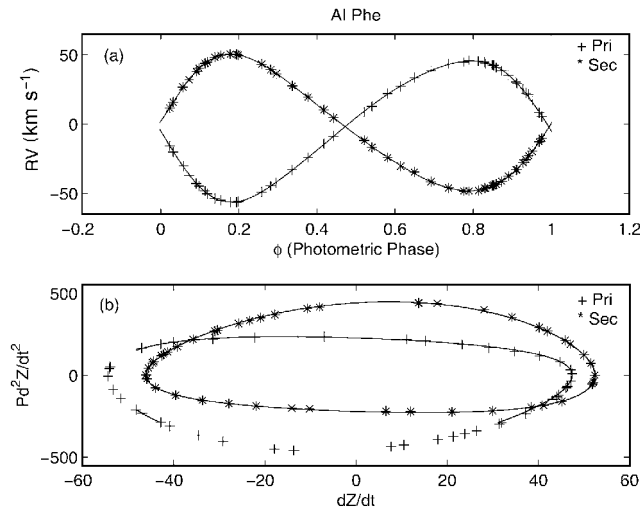 AI Phe
(a)
+ Pri
* Sec
50
0
−50
RV (km s⁻¹)
−0.2 0 0.2 0.4 0.6 0.8 1 1.2
ϕ (Photometric Phase)
(b)
+ Pri
* Sec
500
0
−500
Pd²Z/dt²
−60 −40 −20 0 20 40 60
dZ/dt